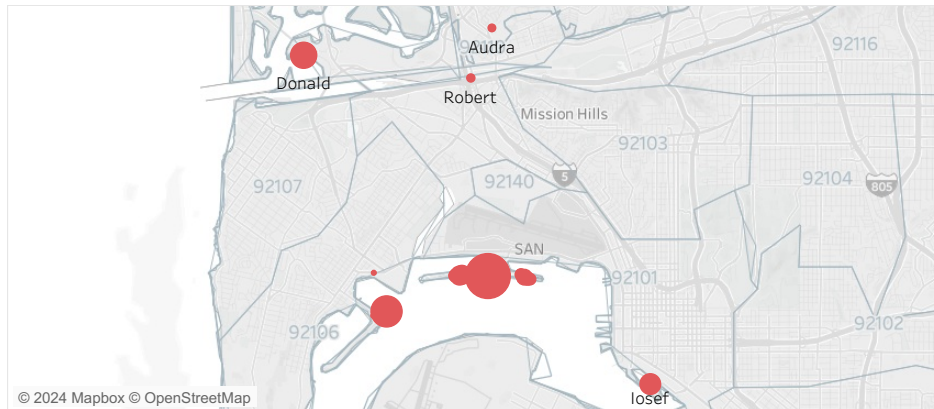 92116
Audra
Donald
Robert
Mission Hills
92103
5
92107
92140
92104
805
SAN
92101
92106
92102
Iosef
© 2024 Mapbox © OpenStreetMap